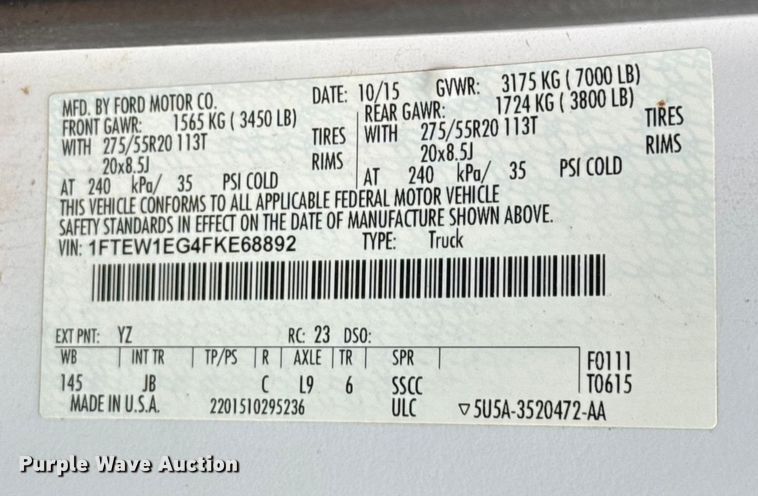 MFD. BY FORD MOTOR CO.
DATE: 10/15 GVWR: 3175 KG ( 7000 LB)
FRONT GAWR: 1565 KG ( 3450 LB)
WITH 275/55R20 113T TIRES
20x8.5J RIMS
AT 240 kPa/ 35 PSI COLD
REAR GAWR: 1724 KG ( 3800 LB)
WITH 275/55R20 113T TIRES
20x8.5J RIMS
AT 240 kPa/ 35 PSI COLD
THIS VEHICLE CONFORMS TO ALL APPLICABLE FEDERAL MOTOR VEHICLE
SAFETY STANDARDS IN EFFECT ON THE DATE OF MANUFACTURE SHOWN ABOVE.
VIN: 1FTEW1EG4FKE68892 TYPE: Truck
EXT PNT: YZ RC: 23 DSO:
WB INT TR TP/PS R AXLE TR SPR F0111
145 JB C L9 6 SSCC T0615
MADE IN U.S.A. 2201510295236 ULC ▽5U5A-3520472-AA
Purple Wave Auction